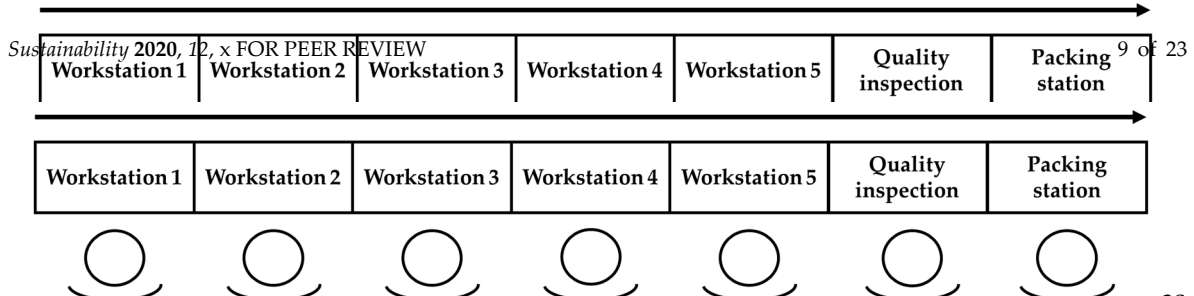 Sustainability 2020, 12, x FOR PEER REVIEW 9 of 23
Workstation 1 Workstation 2 Workstation 3 Workstation 4 Workstation 5 Quality inspection Packing station
Workstation 1 Workstation 2 Workstation 3 Workstation 4 Workstation 5 Quality inspection Packing station